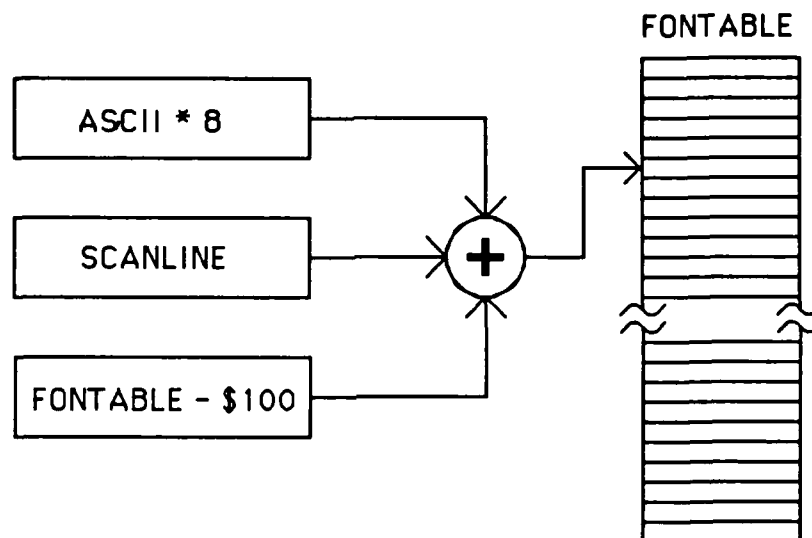 FONTABLE
ASCII * 8
SCANLINE
+
FONTABLE - $100